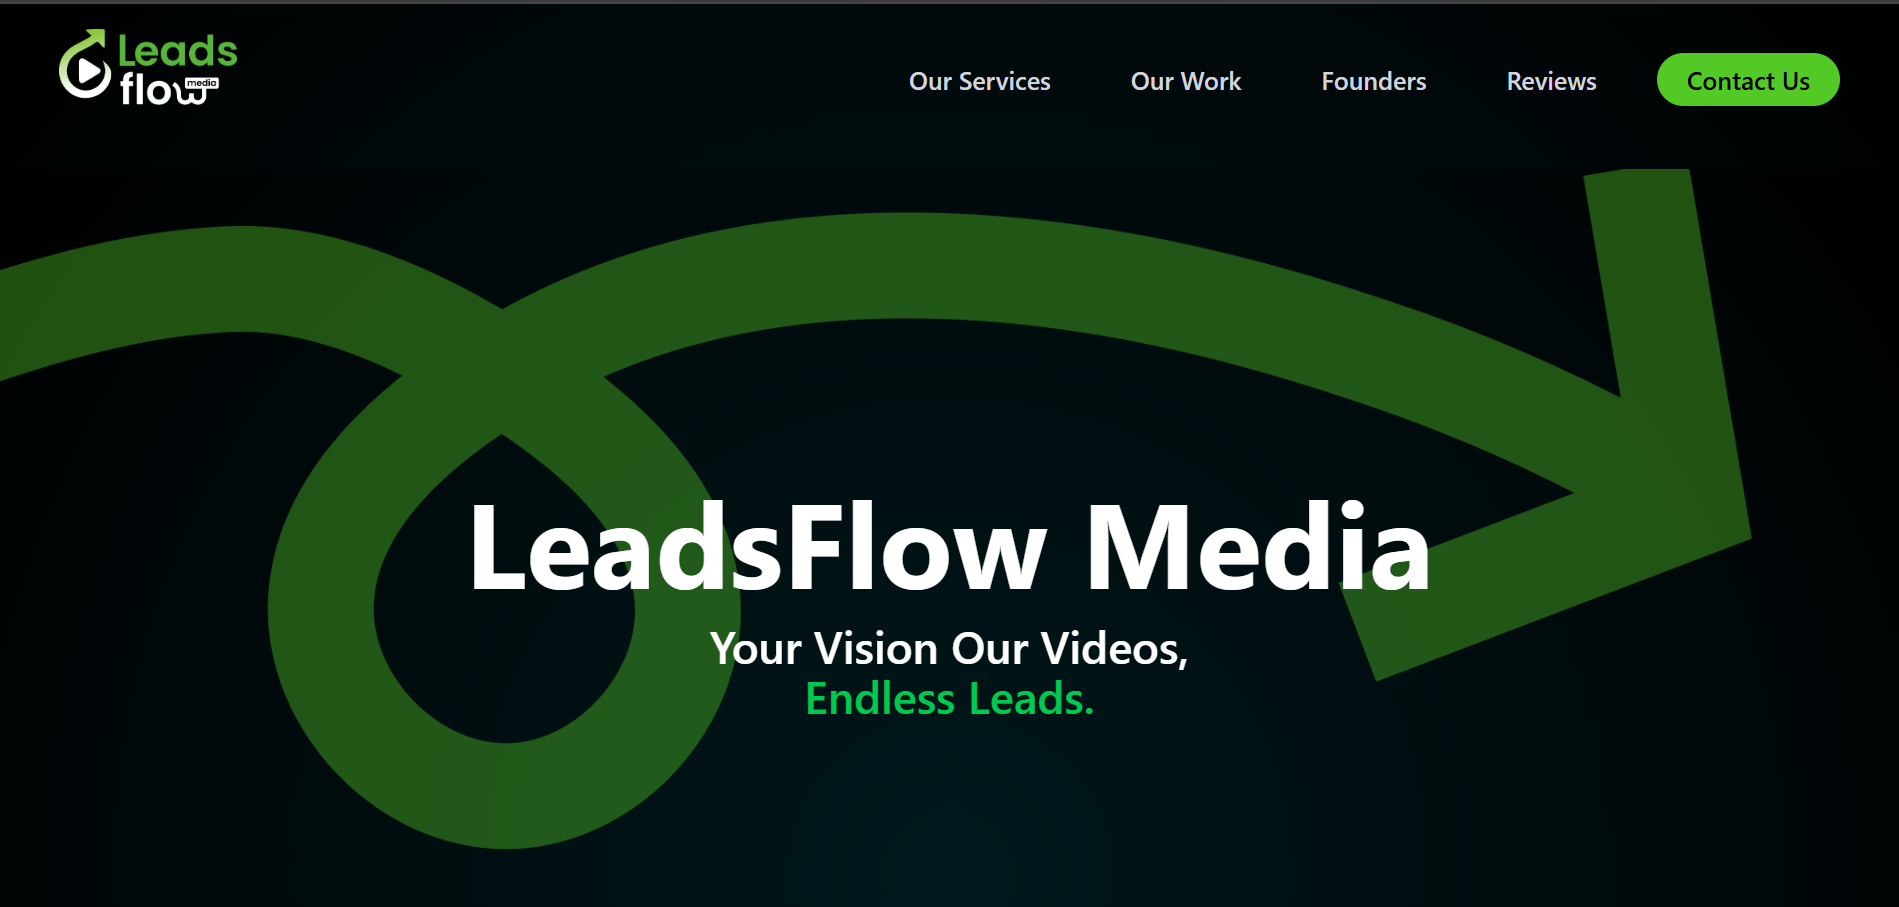 Leads
flow media
Our Services
Our Work
Founders
Reviews
Contact Us
LeadsFlow Media
Your Vision Our Videos,
Endless Leads.